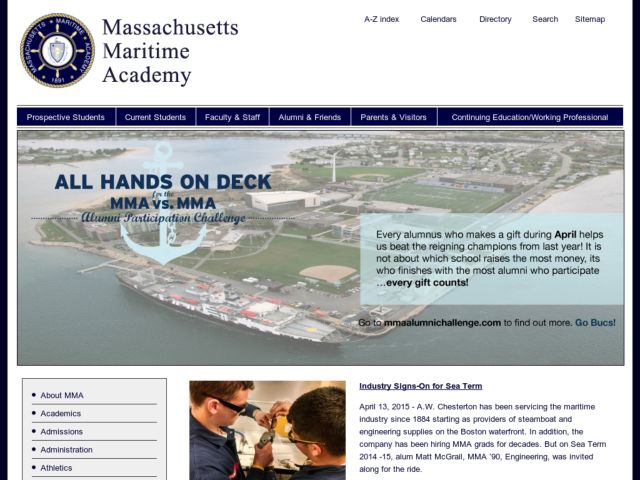 MASSACHUSETTS MARITIME ACADEMY
1891
Massachusetts
Maritime
Academy
A-Z index Calendars Directory Search Sitemap
Prospective Students Current Students Faculty & Staff Alumni & Friends Parents & Visitors Continuing Education/Working Professional
ALL HANDS ON DECK
for the
MMA vs. MMA
Alumni Participation Challenge
Every alumnus who makes a gift during April helps
us beat the reigning champions from last year! It is
not about which school raises the most money, its
who finishes with the most alumni who participate
...every gift counts!
Go to mmaalumnichallenge.com to find out more. Go Bucs!
About MMA
Academics
Admissions
Administration
Athletics
Industry Signs-On for Sea Term
April 13, 2015 - A.W. Chesterton has been servicing the maritime
industry since 1884 starting as providers of steamboat and
engineering supplies on the Boston waterfront. In addition, the
company has been hiring MMA grads for decades. But on Sea Term
2014 -15, alum Matt McGrail, MMA '90, Engineering, was invited
along for the ride.